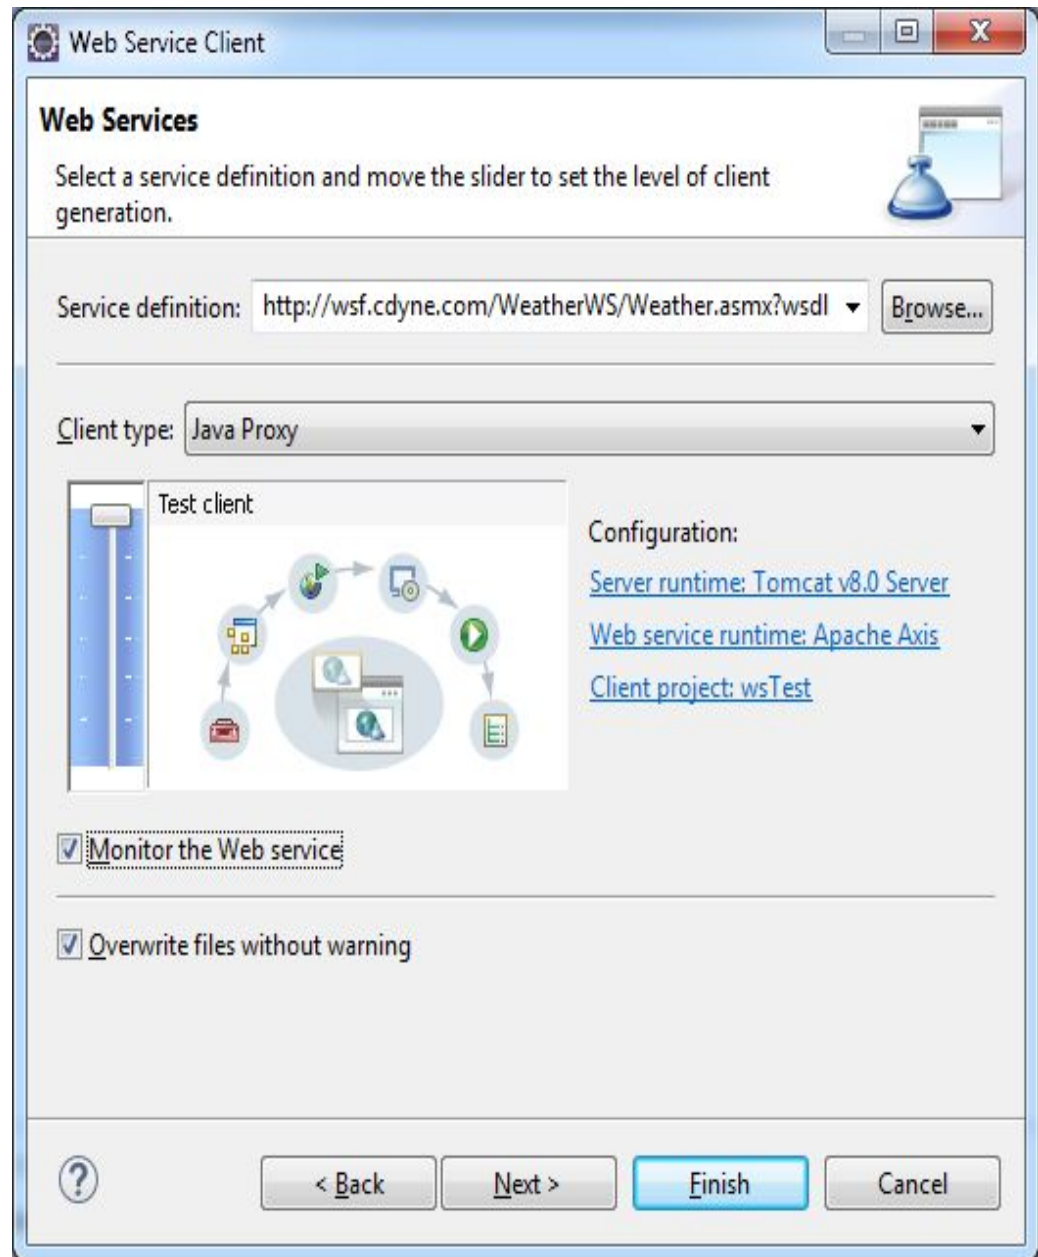 Web Service Client
Web Services
Select a service definition and move the slider to set the level of client
generation.
Service definition: http://wsf.cdyne.com/WeatherWS/Weather.asmx?wsdl Browse...
Client type: Java Proxy
Test client
Configuration:
Server runtime: Tomcat v8.0 Server
Web service runtime: Apache Axis
Client project: wsTest
Monitor the Web service
Overwrite files without warning
? < Back Next > Finish Cancel